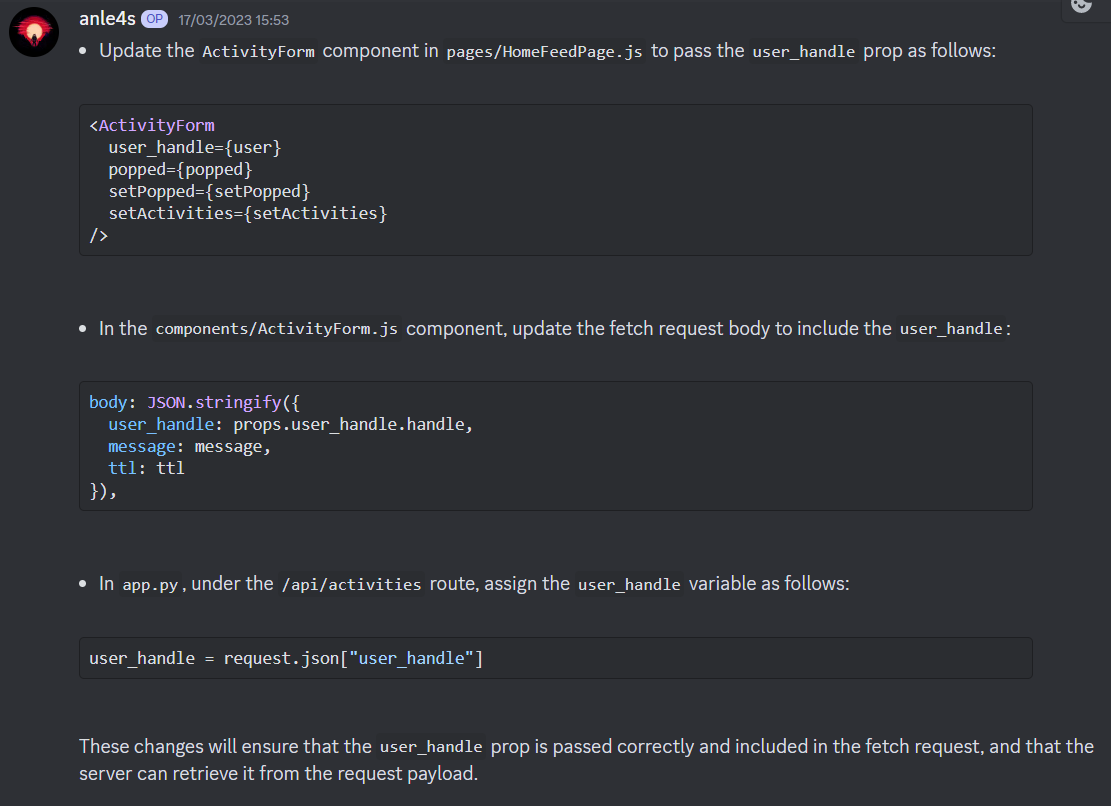 anle4s OP 17/03/2023 15:53
• Update the ActivityForm component in pages/HomeFeedPage.js to pass the user_handle prop as follows:
<ActivityForm
  user_handle={user}
  popped={popped}
  setPopped={setPopped}
  setActivities={setActivities}
/>
• In the components/ActivityForm.js component, update the fetch request body to include the user_handle:
body: JSON.stringify({
  user_handle: props.user_handle.handle,
  message: message,
  ttl: ttl
}),
• In app.py, under the /api/activities route, assign the user_handle variable as follows:
user_handle = request.json["user_handle"]
These changes will ensure that the user_handle prop is passed correctly and included in the fetch request, and that the
server can retrieve it from the request payload.